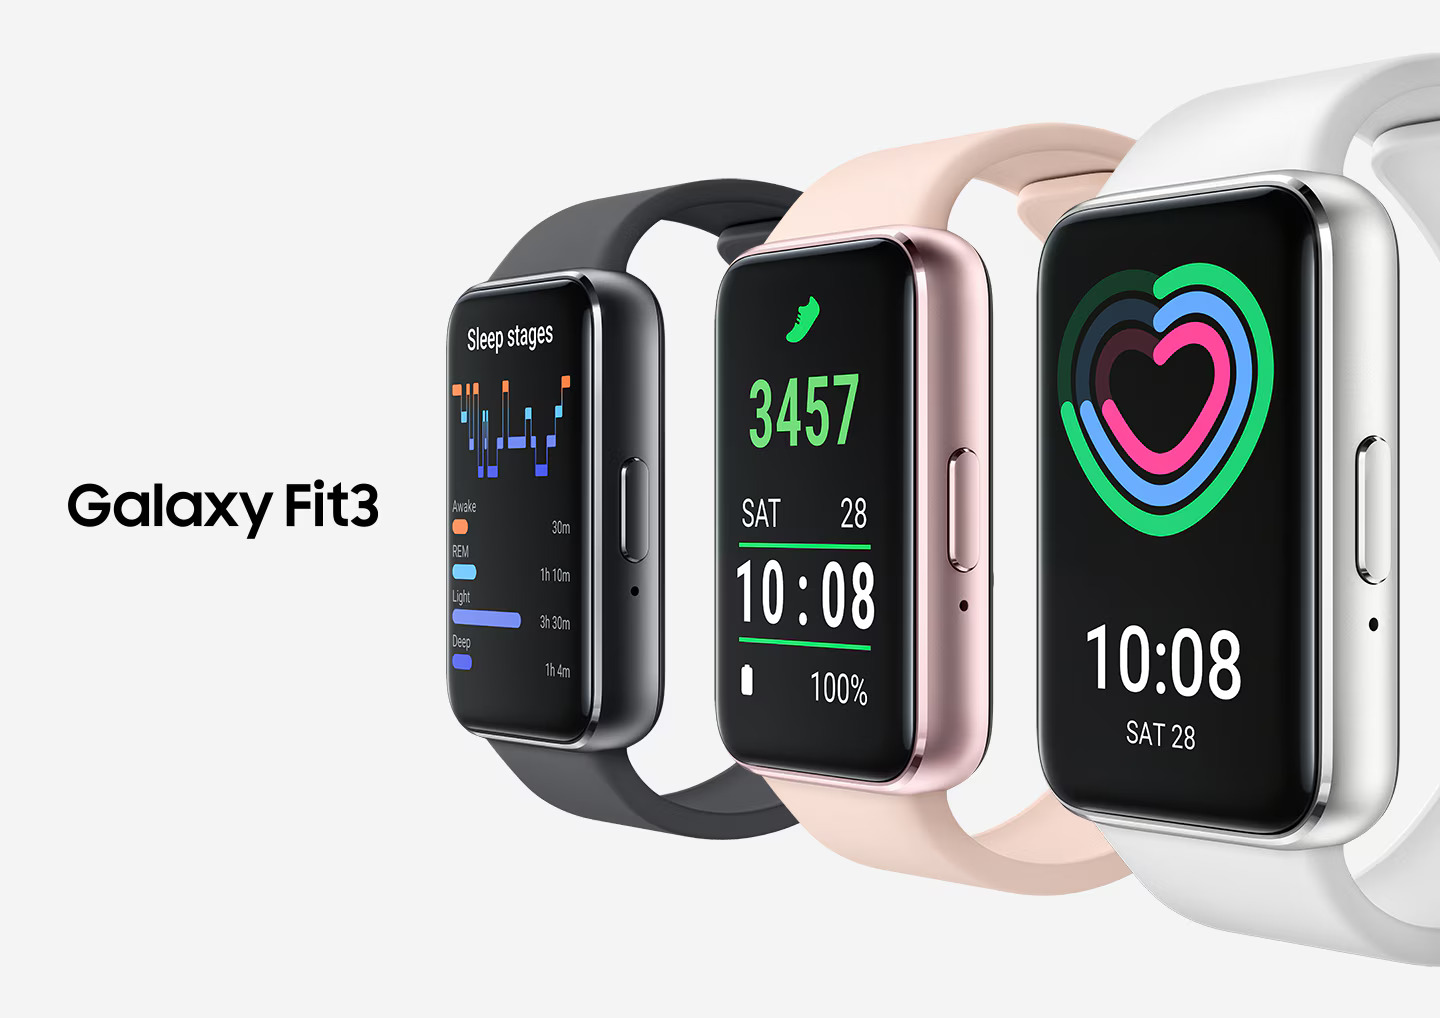 Galaxy Fit3
Sleep stages
Awake
30m
REM
1h 10m
Light
3h 30m
Deep
1h 4m
3457
SAT 28
10:08
100%
10:08
SAT 28